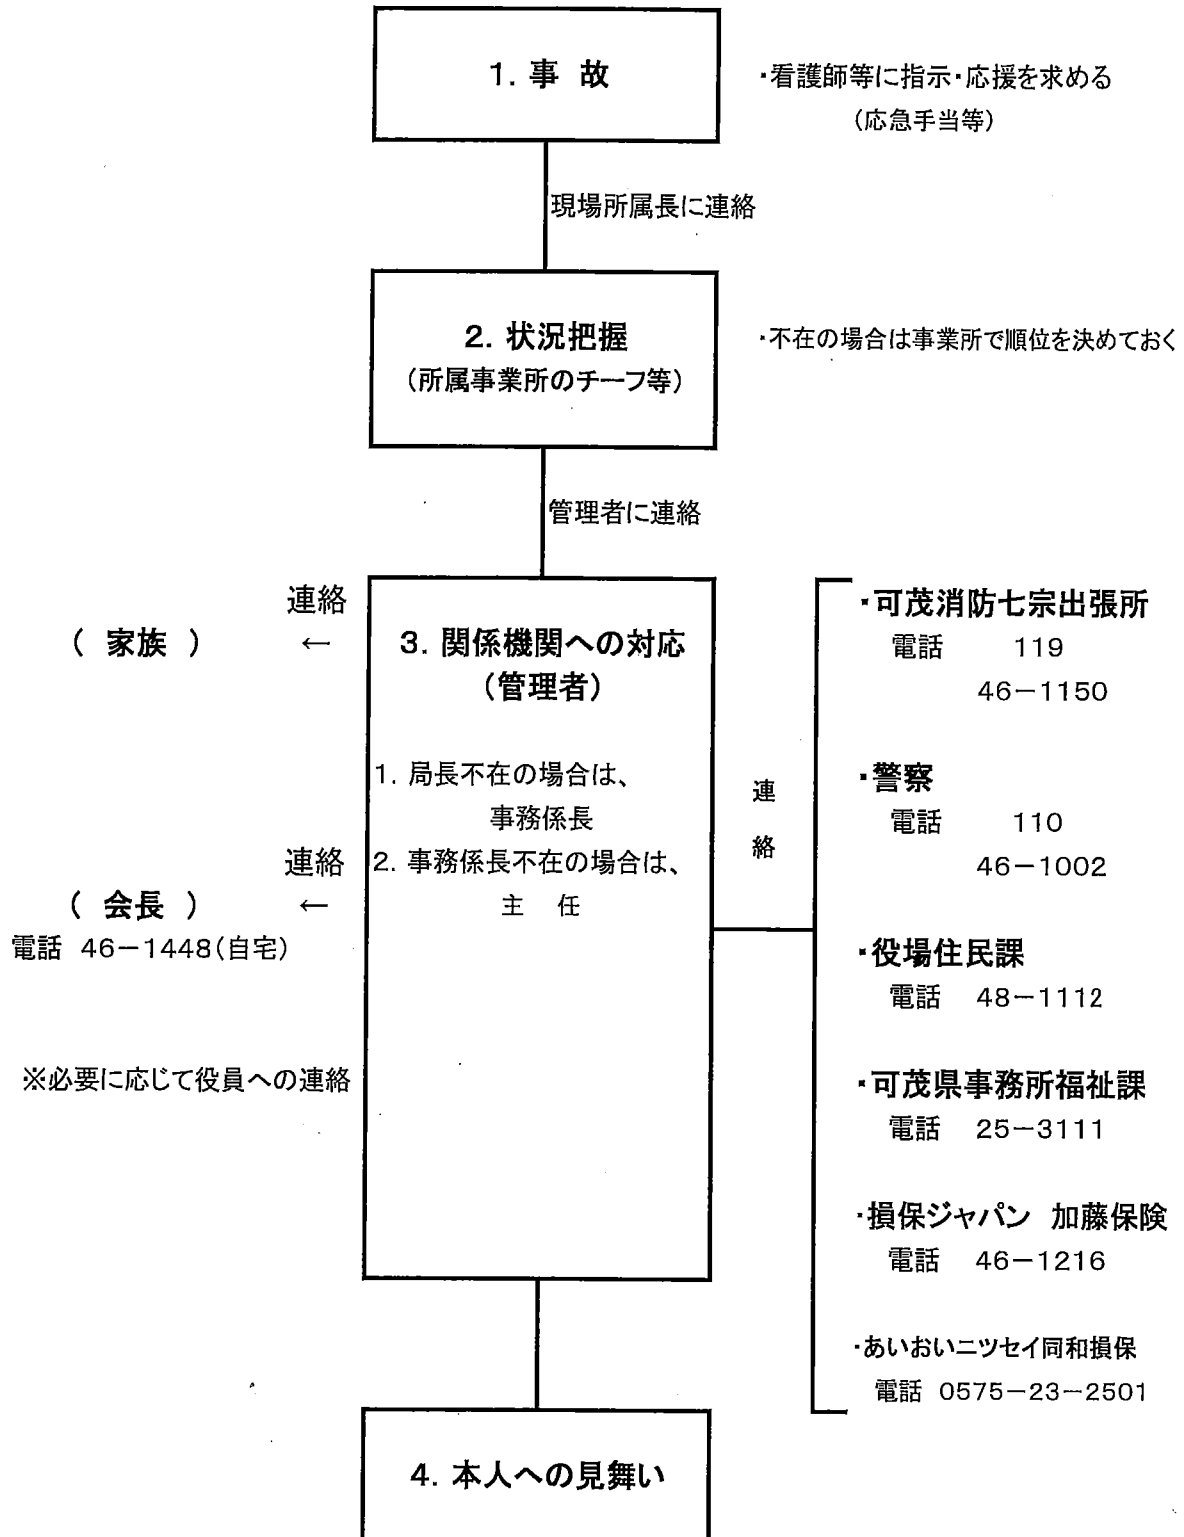 1. 事 故
・看護師等に指示・応援を求める
(応急手当等)
現場所属長に連絡
2. 状況把握
(所属事業所のチーフ等)
・不在の場合は事業所で順位を決めておく
管理者に連絡
連絡
( 家族 ) ←
3. 関係機関への対応
(管理者)
1. 局長不在の場合は、
事務係長
2. 事務係長不在の場合は、
主 任
連絡
( 会長 ) ←
電話 46-1448(自宅)
※必要に応じて役員への連絡
連
絡
・可茂消防七宗出張所
電話 119
46-1150
・警察
電話 110
46-1002
・役場住民課
電話 48-1112
・可茂県事務所福祉課
電話 25-3111
・損保ジャパン 加藤保険
電話 46-1216
・あいおいニツセイ同和損保
電話 0575-23-2501
4. 本人への見舞い